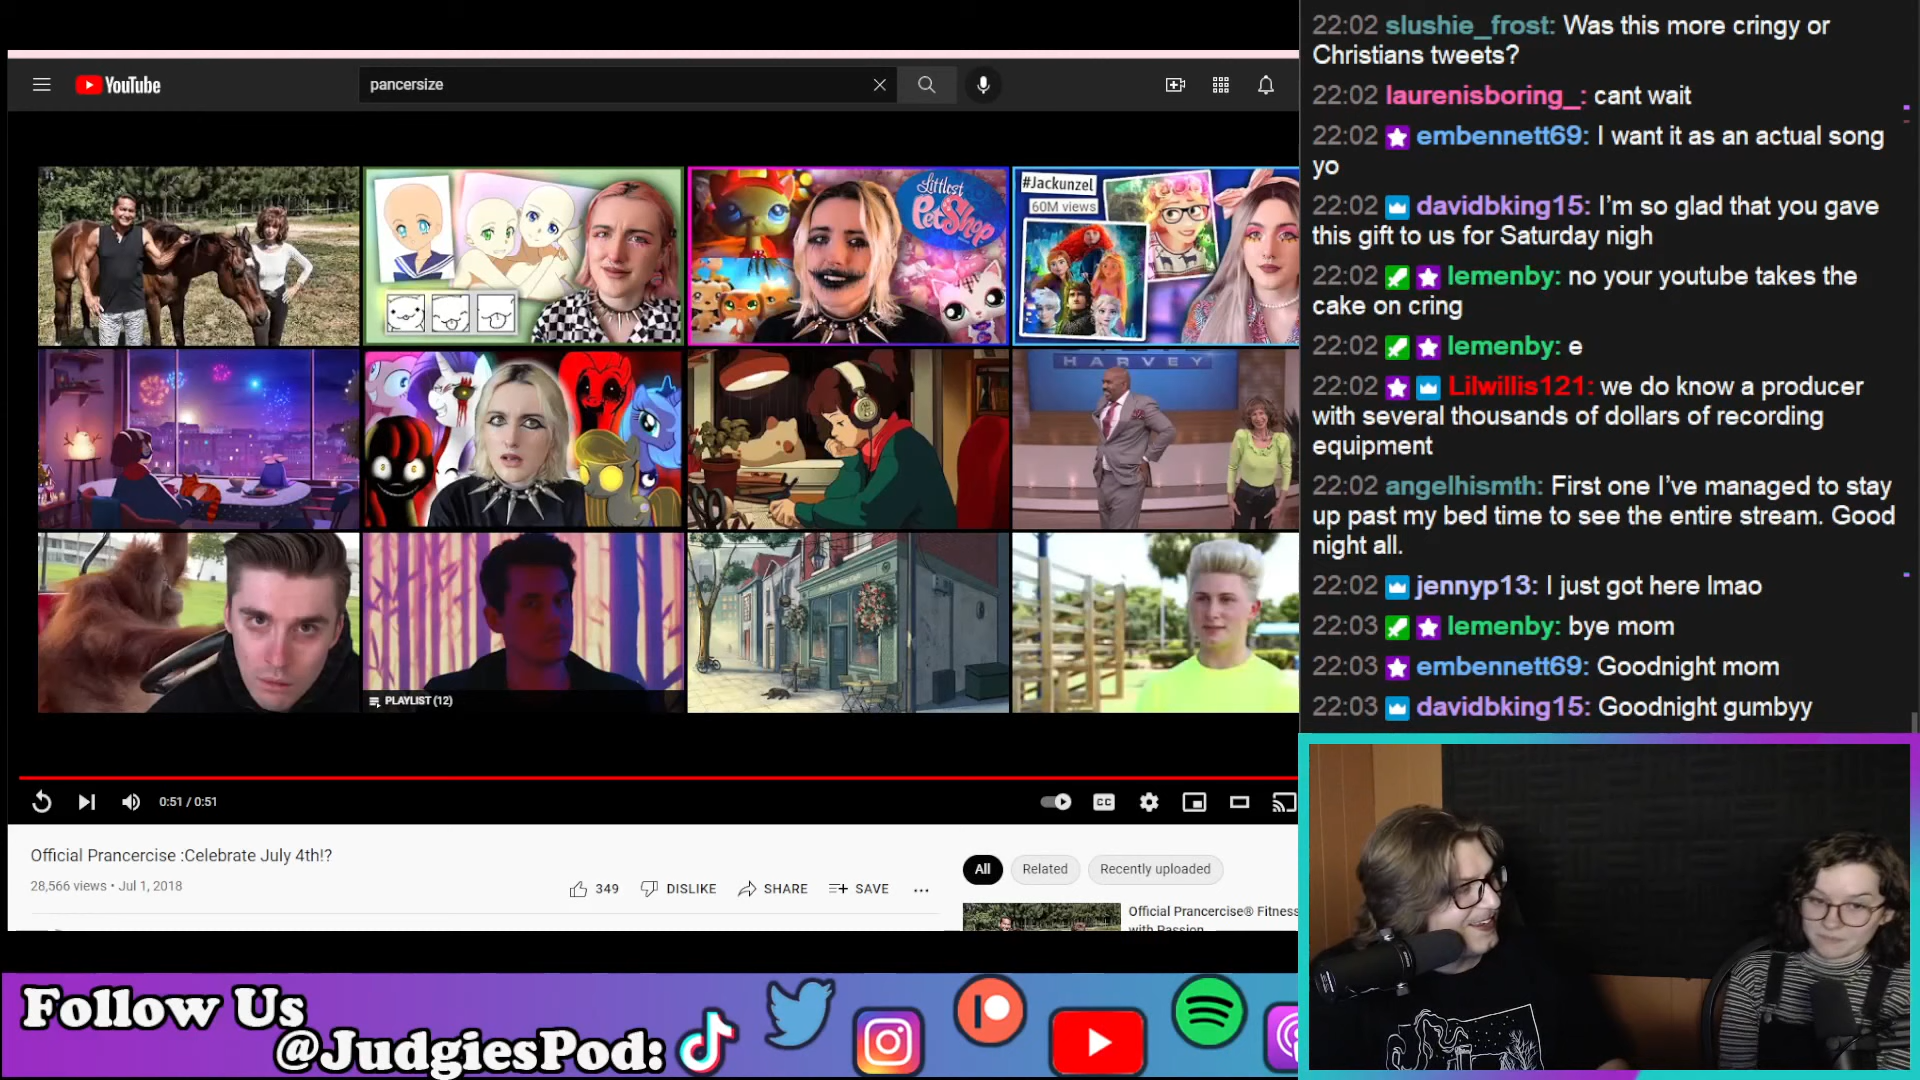 YouTube
pancersize
Littlest
PetShop
#Jackunzel
60M views
HARVEY
PLAYLIST (12)
0:51 / 0:51
CC
Official Prancercise :Celebrate July 4th!?
28,566 views • Jul 1, 2018
349
DISLIKE
SHARE
SAVE
All
Related
Recently uploaded
Official Prancercise® Fitness
with Passion
22:02 slushie_frost: Was this more cringy or
Christians tweets?
22:02 laurenisboring_: cant wait
22:02 embennett69: I want it as an actual song
yo
22:02 davidbking15: I’m so glad that you gave
this gift to us for Saturday nigh
22:02 lemenby: no your youtube takes the
cake on cring
22:02 lemenby: e
22:02 Lilwillis121: we do know a producer
with several thousands of dollars of recording
equipment
22:02 angelhismth: First one I’ve managed to stay
up past my bed time to see the entire stream. Good
night all.
22:02 jennyp13: I just got here lmao
22:03 lemenby: bye mom
22:03 embennett69: Goodnight mom
22:03 davidbking15: Goodnight gumbyy
Follow Us
@JudgiesPod: